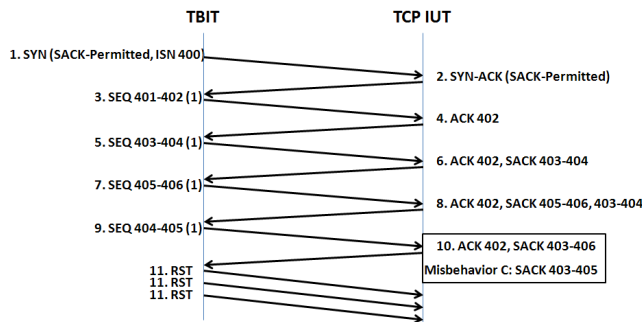 TBIT
TCP IUT
1. SYN (SACK-Permitted, ISN 400)
2. SYN-ACK (SACK-Permitted)
3. SEQ 401-402 (1)
4. ACK 402
5. SEQ 403-404 (1)
6. ACK 402, SACK 403-404
7. SEQ 405-406 (1)
8. ACK 402, SACK 405-406, 403-404
9. SEQ 404-405 (1)
10. ACK 402, SACK 403-406
Misbehavior C: SACK 403-405
11. RST
11. RST
11. RST